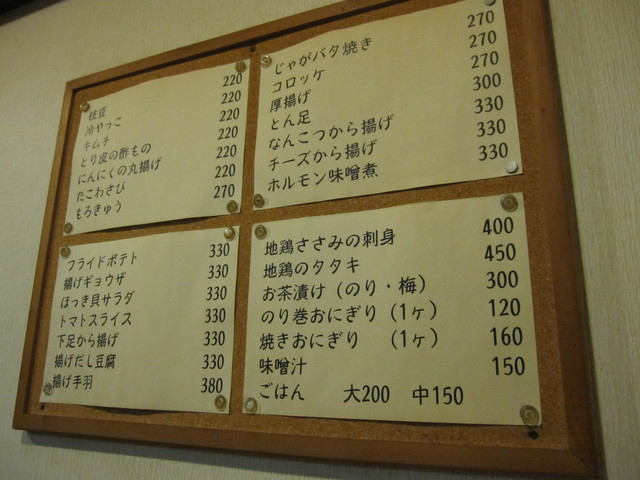 枝豆 220
冷やっこ 220
キムチ 220
とり皮の酢もの 220
にんにくの丸揚げ 220
たこわさび 220
もろきゅう 270
じゃがバタ焼き 270
コロッケ 270
厚揚げ 270
とん足 300
なんこつから揚げ 330
チーズから揚げ 330
ホルモン味噌煮 330
フライドポテト 330
揚げギョウザ 330
ほっき貝サラダ 330
トマトスライス 330
下足から揚げ 330
揚げだし豆腐 330
揚げ手羽 380
地鶏ささみの刺身 400
地鶏のタタキ 450
お茶漬け（のり・梅） 300
のり巻おにぎり（1ヶ） 120
焼きおにぎり （1ヶ） 160
味噌汁 150
ごはん 大200 中150